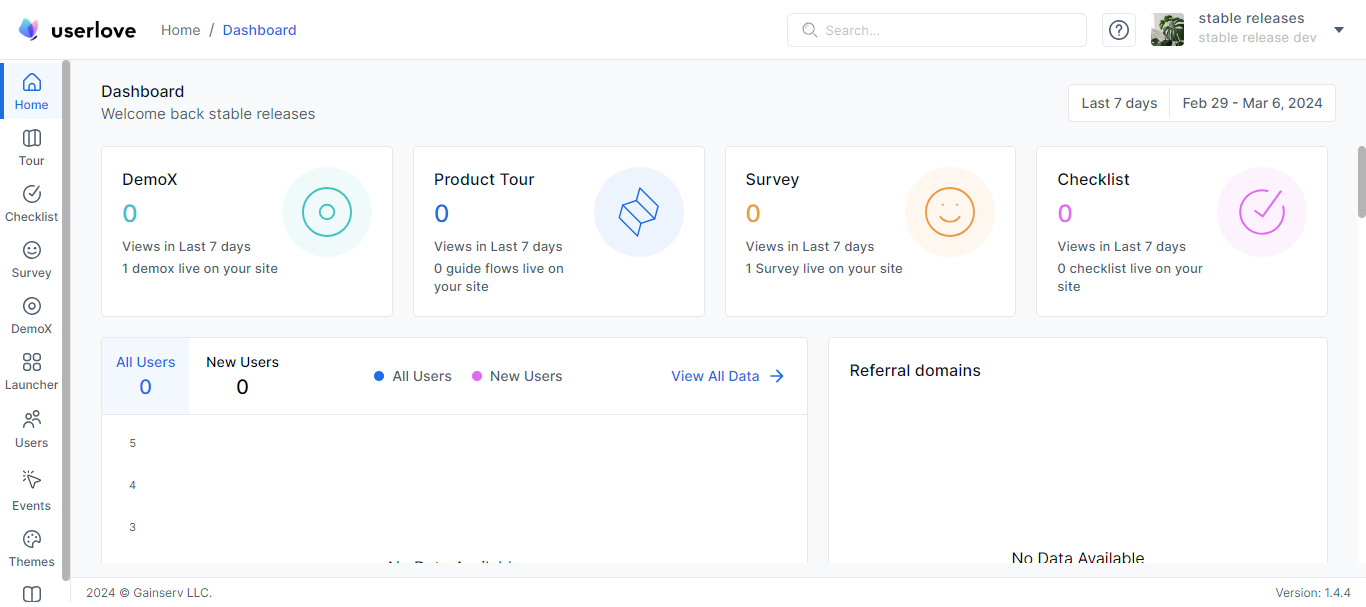 userlove
Home / Dashboard
Search...
stable releases
stable release dev
Home
Tour
Checklist
Survey
DemoX
Launcher
Users
Events
Themes
Dashboard
Welcome back stable releases
Last 7 days
Feb 29 - Mar 6, 2024
DemoX
0
Views in Last 7 days
1 demox live on your site
Product Tour
0
Views in Last 7 days
0 guide flows live on
your site
Survey
0
Views in Last 7 days
1 Survey live on your site
Checklist
0
Views in Last 7 days
0 checklist live on your
site
All Users
0
New Users
0
All Users
New Users
View All Data
5
4
3
No Data Available
Referral domains
No Data Available
2024 © Gainserv LLC.
Version: 1.4.4